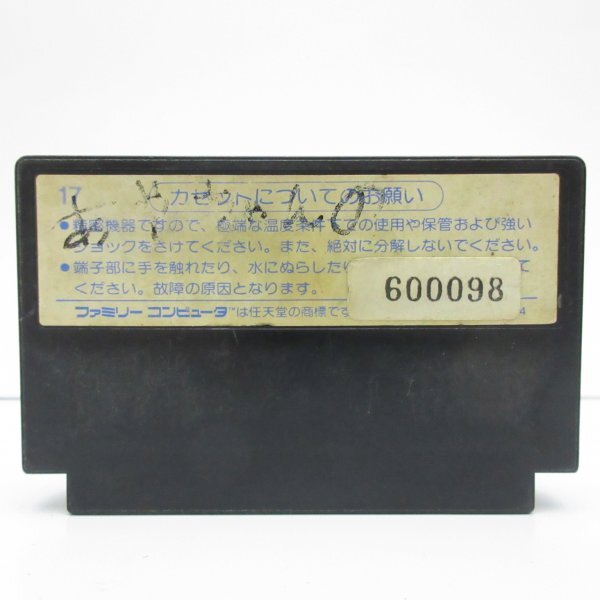 17 カセットについてのお願い
●精密機器ですので、極端な温度条件での使用や保管および強い
ショックをさけてください。また、絶対に分解しないでください。
●端子部に手を触れたり、水にぬらしたり
ください。故障の原因となります。
600098
ファミリー コンピュータ™は任天堂の商標です
4